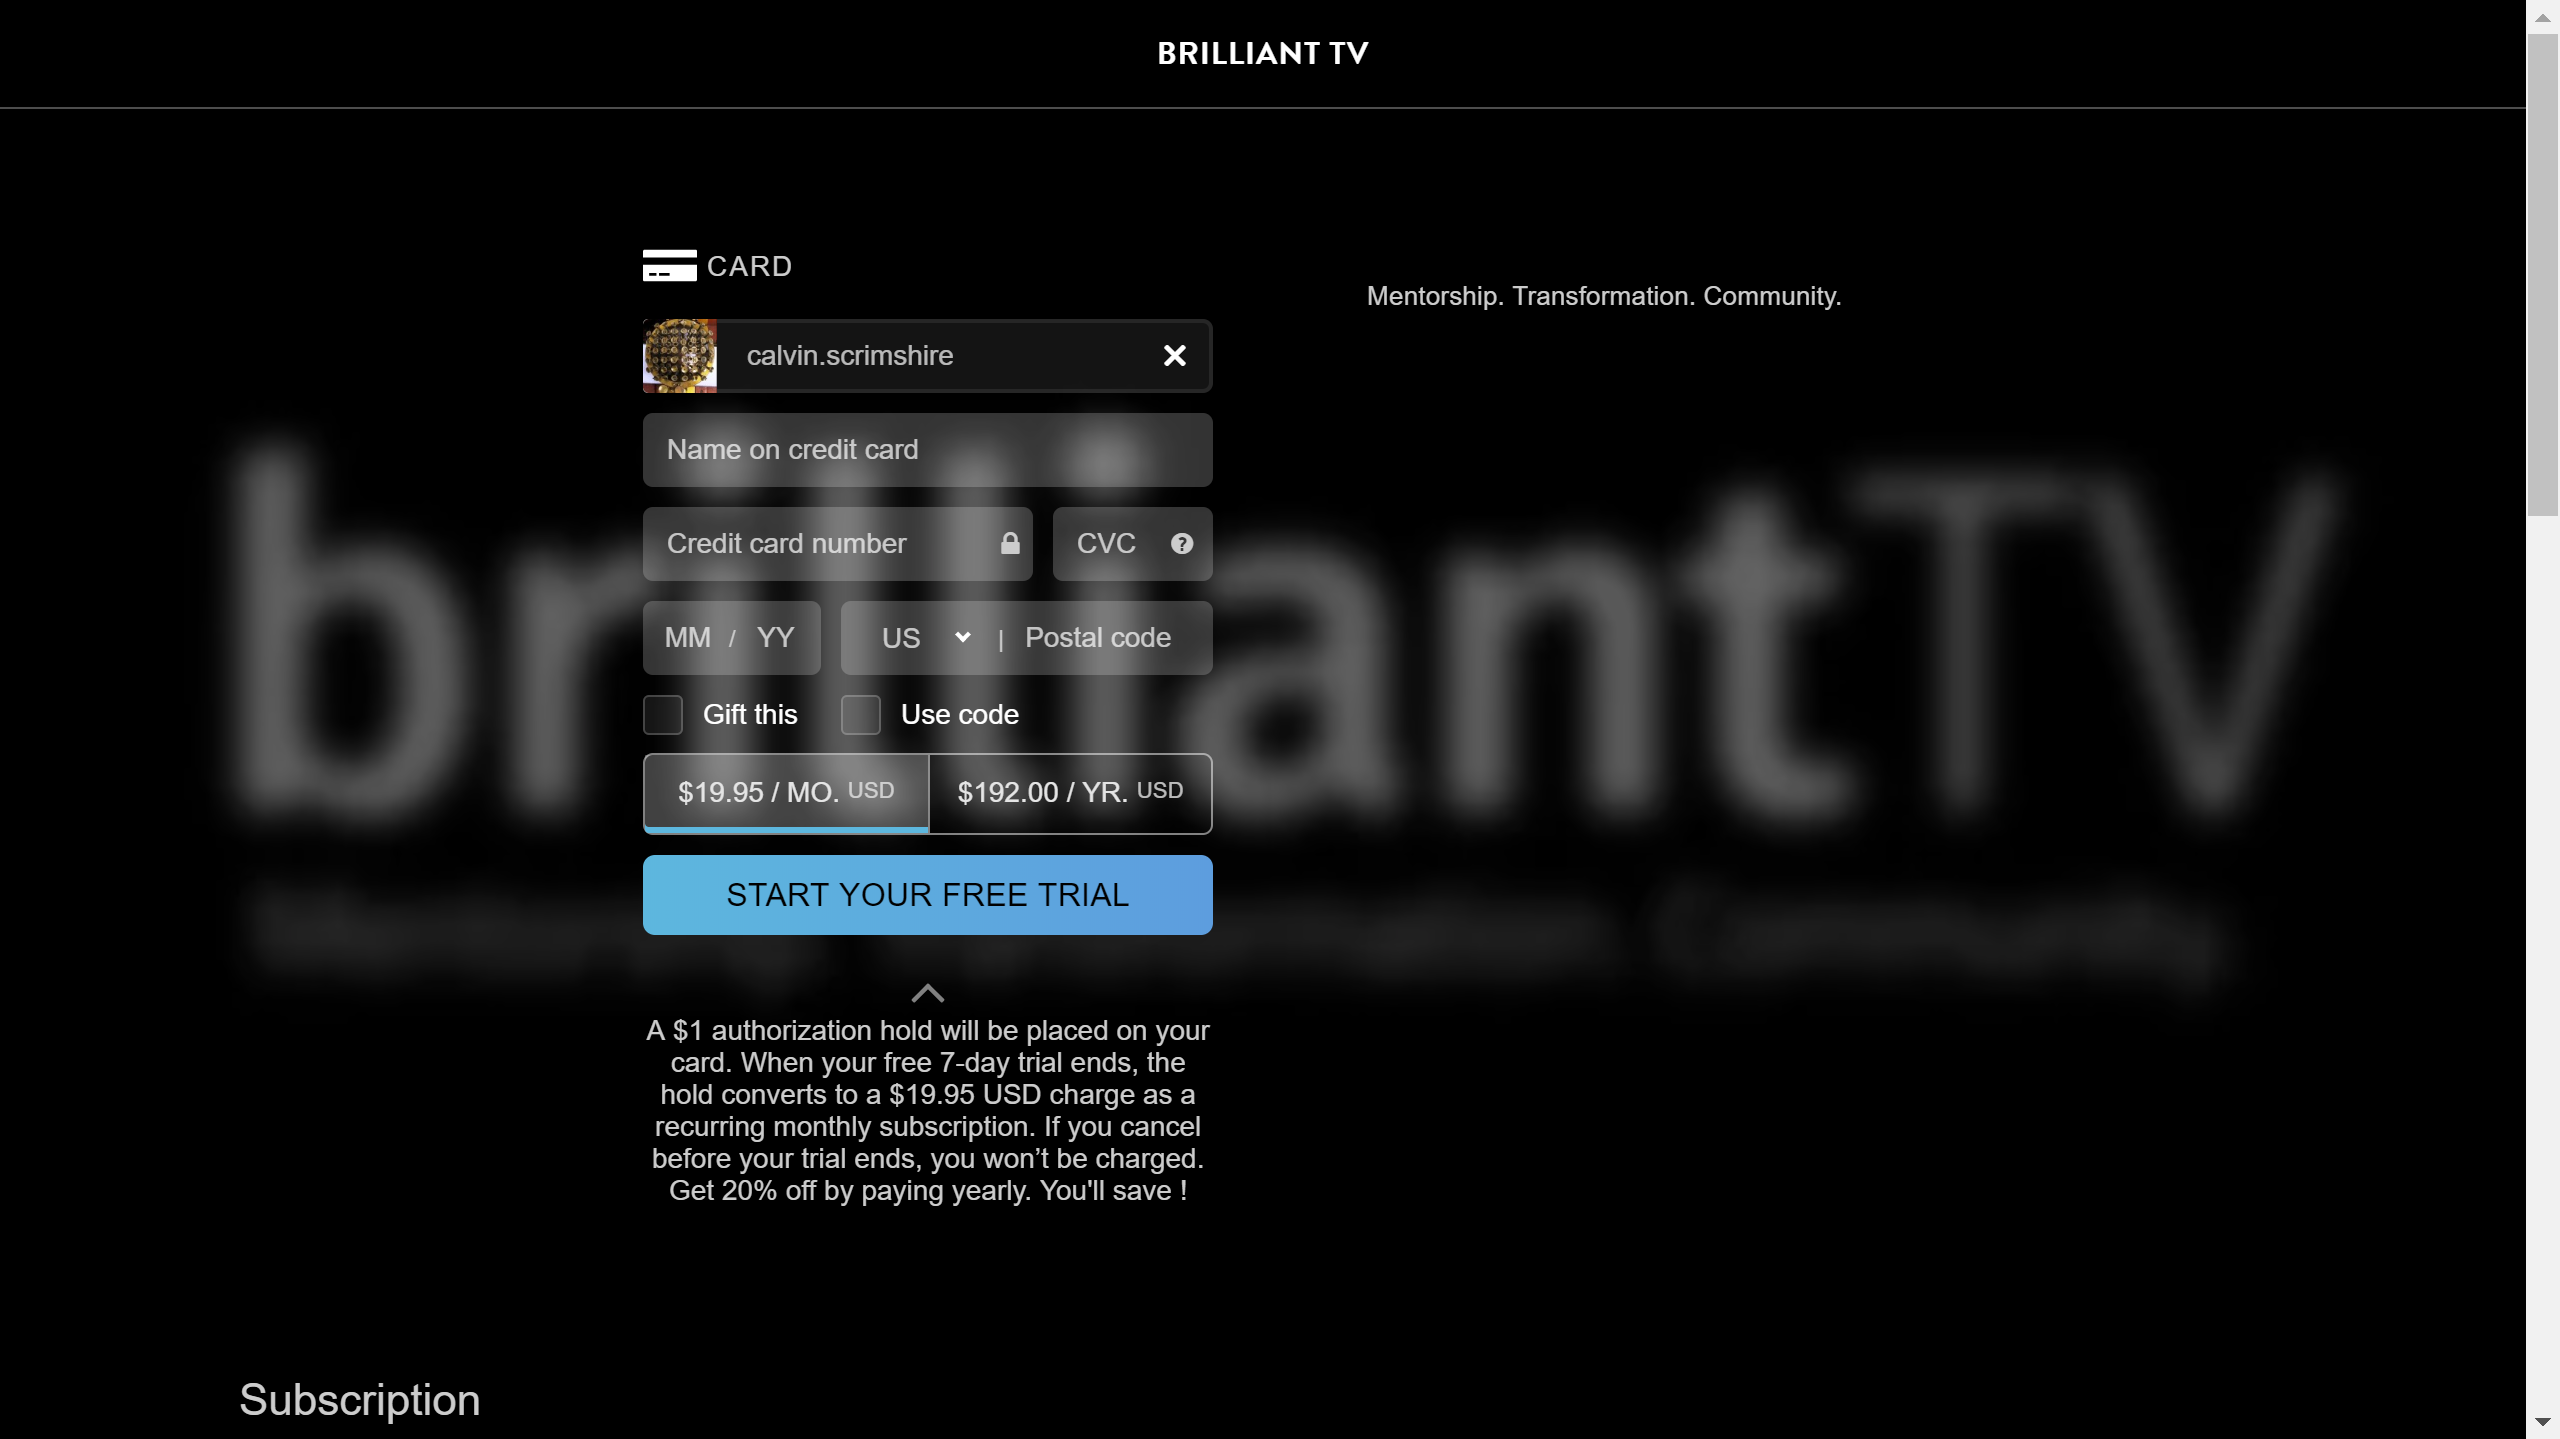 BRILLIANT TV
CARD
Mentorship. Transformation. Community.
calvin.scrimshire
Name on credit card
Credit card number
CVC
MM / YY
US | Postal code
Gift this
Use code
$19.95 / MO. USD
$192.00 / YR. USD
START YOUR FREE TRIAL
A $1 authorization hold will be placed on your
card. When your free 7-day trial ends, the
hold converts to a $19.95 USD charge as a
recurring monthly subscription. If you cancel
before your trial ends, you won’t be charged.
Get 20% off by paying yearly. You'll save !
brilliantTV
Mentorship. Transformation. Community.
Subscription